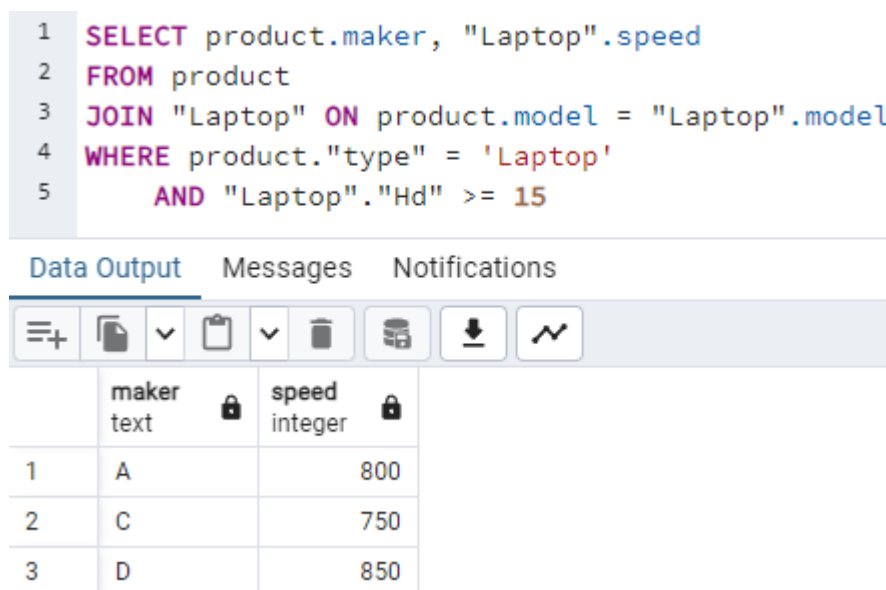 1 SELECT product.maker, "Laptop".speed
2 FROM product
3 JOIN "Laptop" ON product.model = "Laptop".model
4 WHERE product."type" = 'Laptop'
5 AND "Laptop"."Hd" >= 15
Data Output Messages Notifications
maker speed
text integer
1 A 800
2 C 750
3 D 850